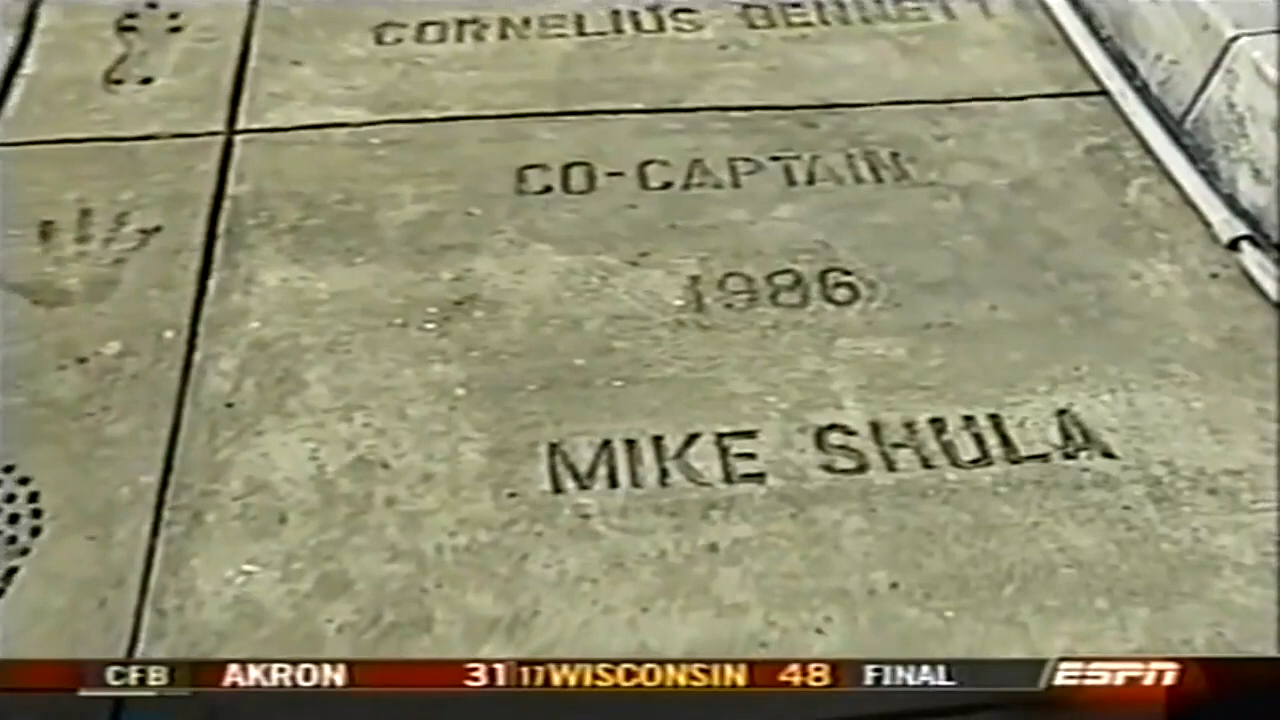 CORNELIUS BENNETT
CO-CAPTAIN
1986
MIKE SHULA
CFB AKRON 31 17 WISCONSIN 48 FINAL ESPN